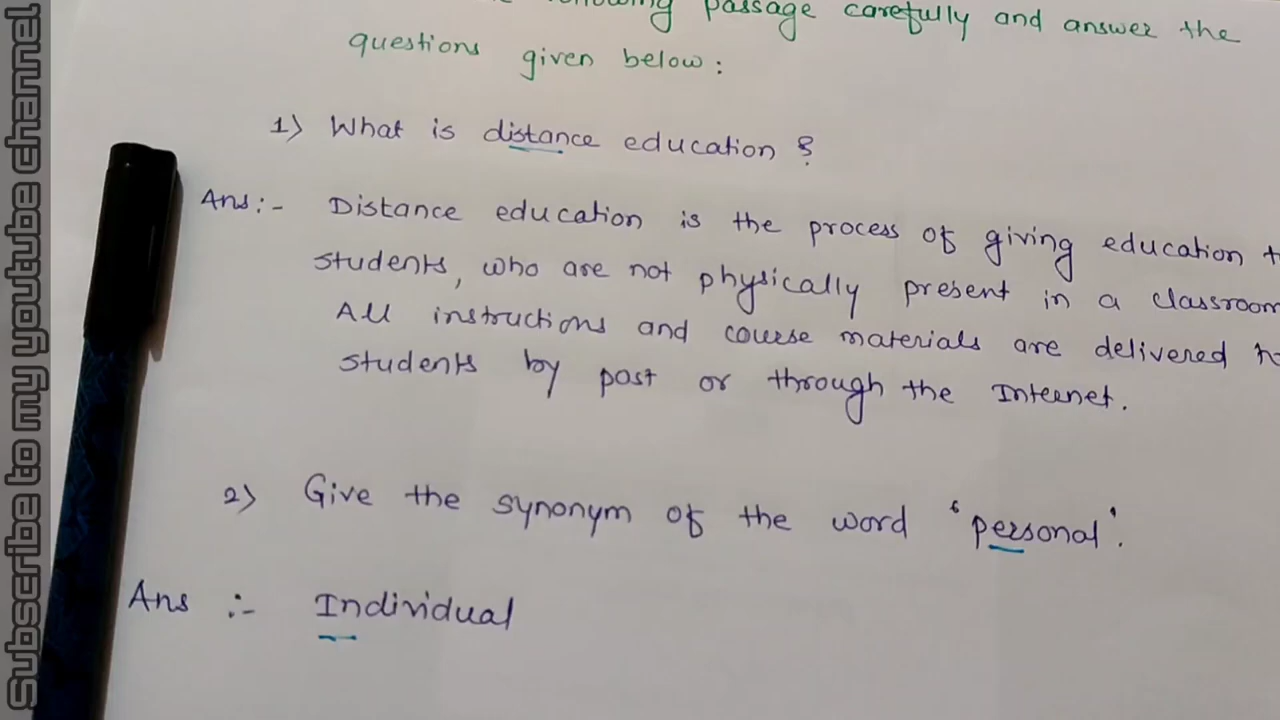 following passage carefully and answer the
questions given below:
1) What is distance education ?
Ans:- Distance education is the process of giving education
students, who are not physically present in a classroom
All instructions and course materials are delivered
students by post or through the Internet.
2) Give the synonym of the word 'personal'.
Ans :- Individual
Subscribe to my youtube channel